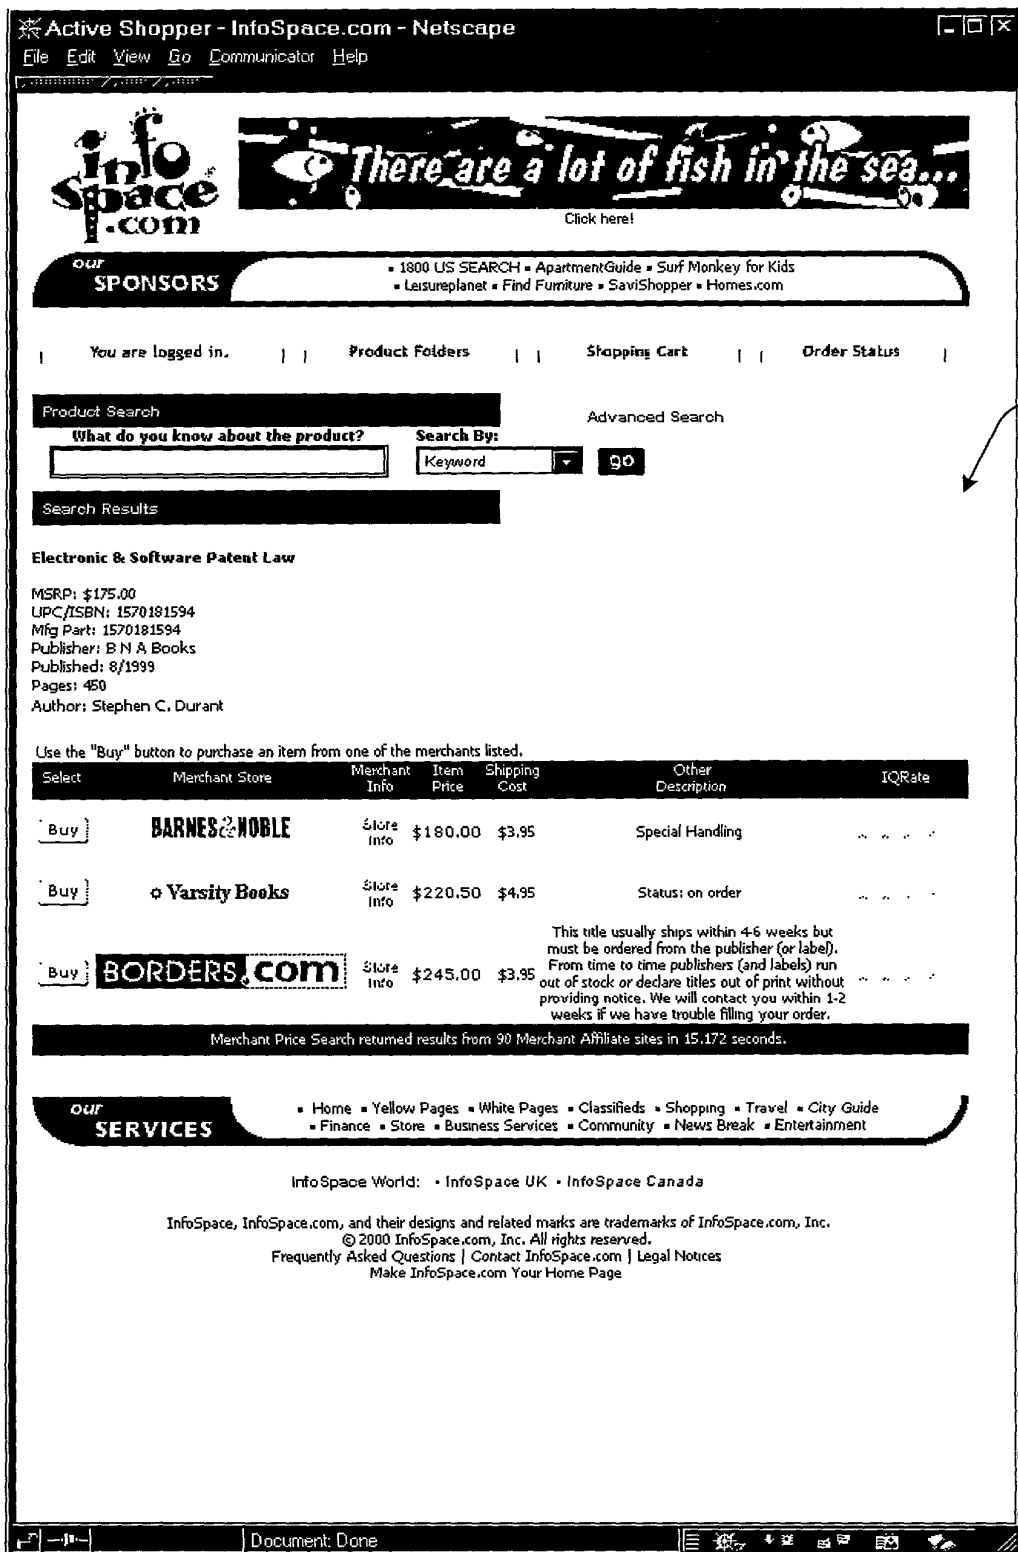 Active Shopper - InfoSpace.com - Netscape
File Edit View Go Communicator Help
info
space
.com
There are a lot of fish in the sea...
Click here!
our
SPONSORS
▪ 1800 US SEARCH ▪ ApartmentGuide ▪ Surf Monkey for Kids
▪ Leisureplanet ▪ Find Furniture ▪ SaviShopper ▪ Homes.com
| You are logged in. | | Product Folders | | Shopping Cart | | Order Status |
Product Search
Advanced Search
What do you know about the product? Search By:
Keyword go
Search Results
Electronic & Software Patent Law
MSRP: $175.00
UPC/ISBN: 1570181594
Mfg Part: 1570181594
Publisher: B N A Books
Published: 8/1999
Pages: 450
Author: Stephen C. Durant
Use the "Buy" button to purchase an item from one of the merchants listed.
Select Merchant Store Merchant Info Item Price Shipping Cost Other Description IQRate
Buy BARNES&NOBLE Store Info $180.00 $3.95 Special Handling
Buy Varsity Books Store Info $220.50 $4.95 Status: on order
This title usually ships within 4-6 weeks but
must be ordered from the publisher (or label).
Buy BORDERS.com Store Info $245.00 $3.95 From time to time publishers (and labels) run
out of stock or declare titles out of print without
providing notice. We will contact you within 1-2
weeks if we have trouble filling your order.
Merchant Price Search returned results from 90 Merchant Affiliate sites in 15.172 seconds.
our
SERVICES
▪ Home ▪ Yellow Pages ▪ White Pages ▪ Classifieds ▪ Shopping ▪ Travel ▪ City Guide
▪ Finance ▪ Store ▪ Business Services ▪ Community ▪ News Break ▪ Entertainment
InfoSpace World: • InfoSpace UK • InfoSpace Canada
InfoSpace, InfoSpace.com, and their designs and related marks are trademarks of InfoSpace.com, Inc.
© 2000 InfoSpace.com, Inc. All rights reserved.
Frequently Asked Questions | Contact InfoSpace.com | Legal Notices
Make InfoSpace.com Your Home Page
Document: Done